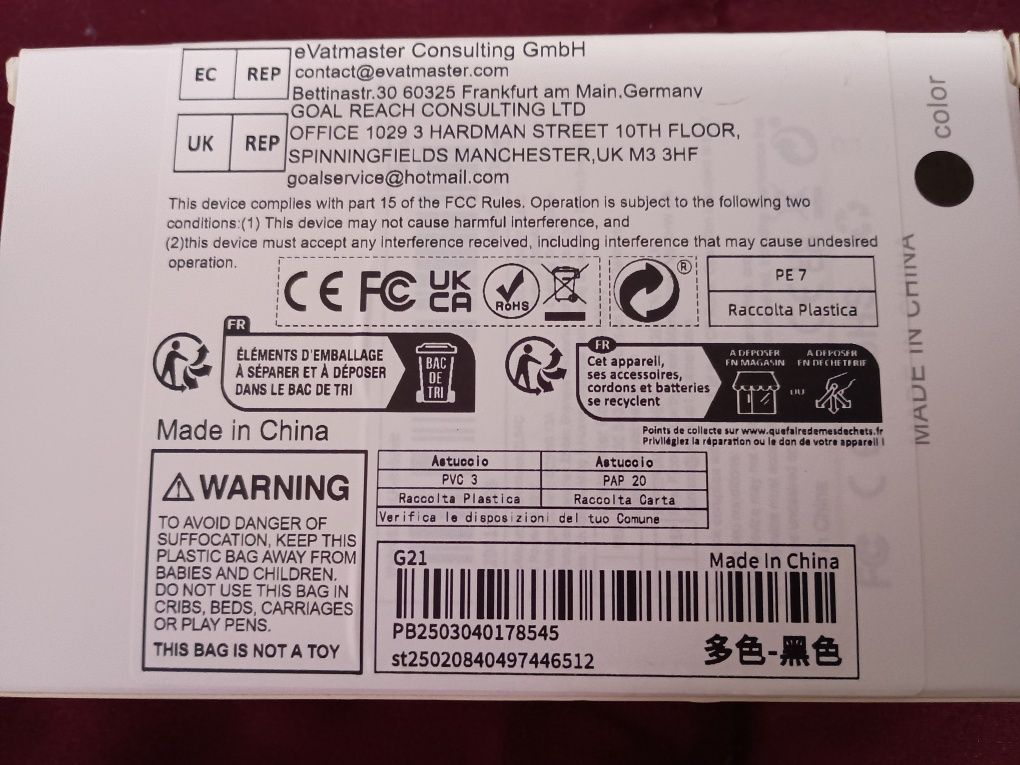 eVatmaster Consulting GmbH
EC REP contact@evatmaster.com
Bettinastr.30 60325 Frankfurt am Main,Germany
GOAL REACH CONSULTING LTD
UK REP OFFICE 1029 3 HARDMAN STREET 10TH FLOOR,
SPINNINGFIELDS MANCHESTER,UK M3 3HF
goalservice@hotmail.com
This device complies with part 15 of the FCC Rules. Operation is subject to the following two
conditions:(1) This device may not cause harmful interference, and
(2)this device must accept any interference received, including interference that may cause undesired
operation.
CE FC UK CA RoHS ®
PE 7
Raccolta Plastica
FR
ÉLÉMENTS D'EMBALLAGE
À SÉPARER ET À DÉPOSER
DANS LE BAC DE TRI
BAC
DE
TRI
FR
Cet appareil,
ses accessoires,
cordons et batteries
se recyclent
A DEPOSER
EN MAGASIN
OU
A DEPOSER
EN DECHETERIE
Points de collecte sur www.quefairedemesdechets.fr
Privilégiez la réparation ou le don de votre appareil !
Made in China
WARNING
TO AVOID DANGER OF
SUFFOCATION, KEEP THIS
PLASTIC BAG AWAY FROM
BABIES AND CHILDREN.
DO NOT USE THIS BAG IN
CRIBS, BEDS, CARRIAGES
OR PLAY PENS.
THIS BAG IS NOT A TOY
Astuccio Astuccio
PVC 3 PAP 20
Raccolta Plastica Raccolta Carta
Verifica le disposizioni del tuo Comune
G21 Made In China
PB2503040178545
st25020840497446512 多色-黑色
color
MADE IN CHINA